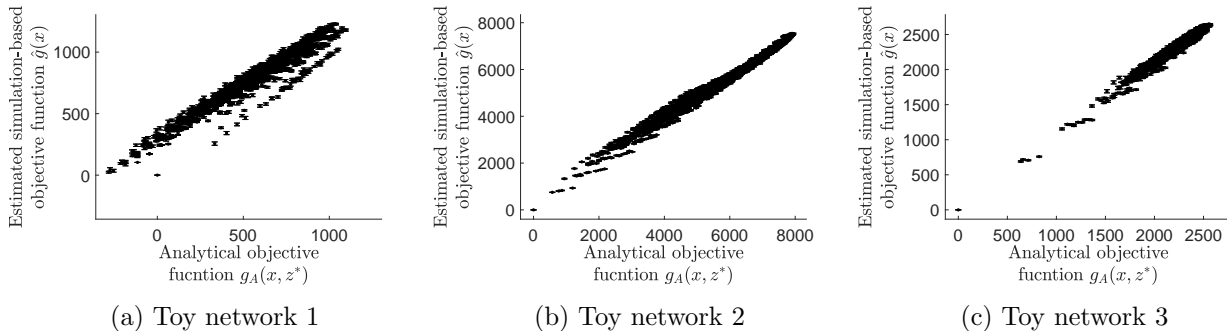 Estimated simulation-based
objective function ĝ(x)
1000
500
0
0
500
1000
Analytical objective
fucntion g_A(x, z*)
(a) Toy network 1
Estimated simulation-based
objective function ĝ(x)
8000
6000
4000
2000
0
0
2000
4000
6000
8000
Analytical objective
fucntion g_A(x, z*)
(b) Toy network 2
Estimated simulation-based
objective function ĝ(x)
2500
2000
1500
1000
500
0
0
500
1000
1500
2000
2500
Analytical objective
fucntion g_A(x, z*)
(c) Toy network 3